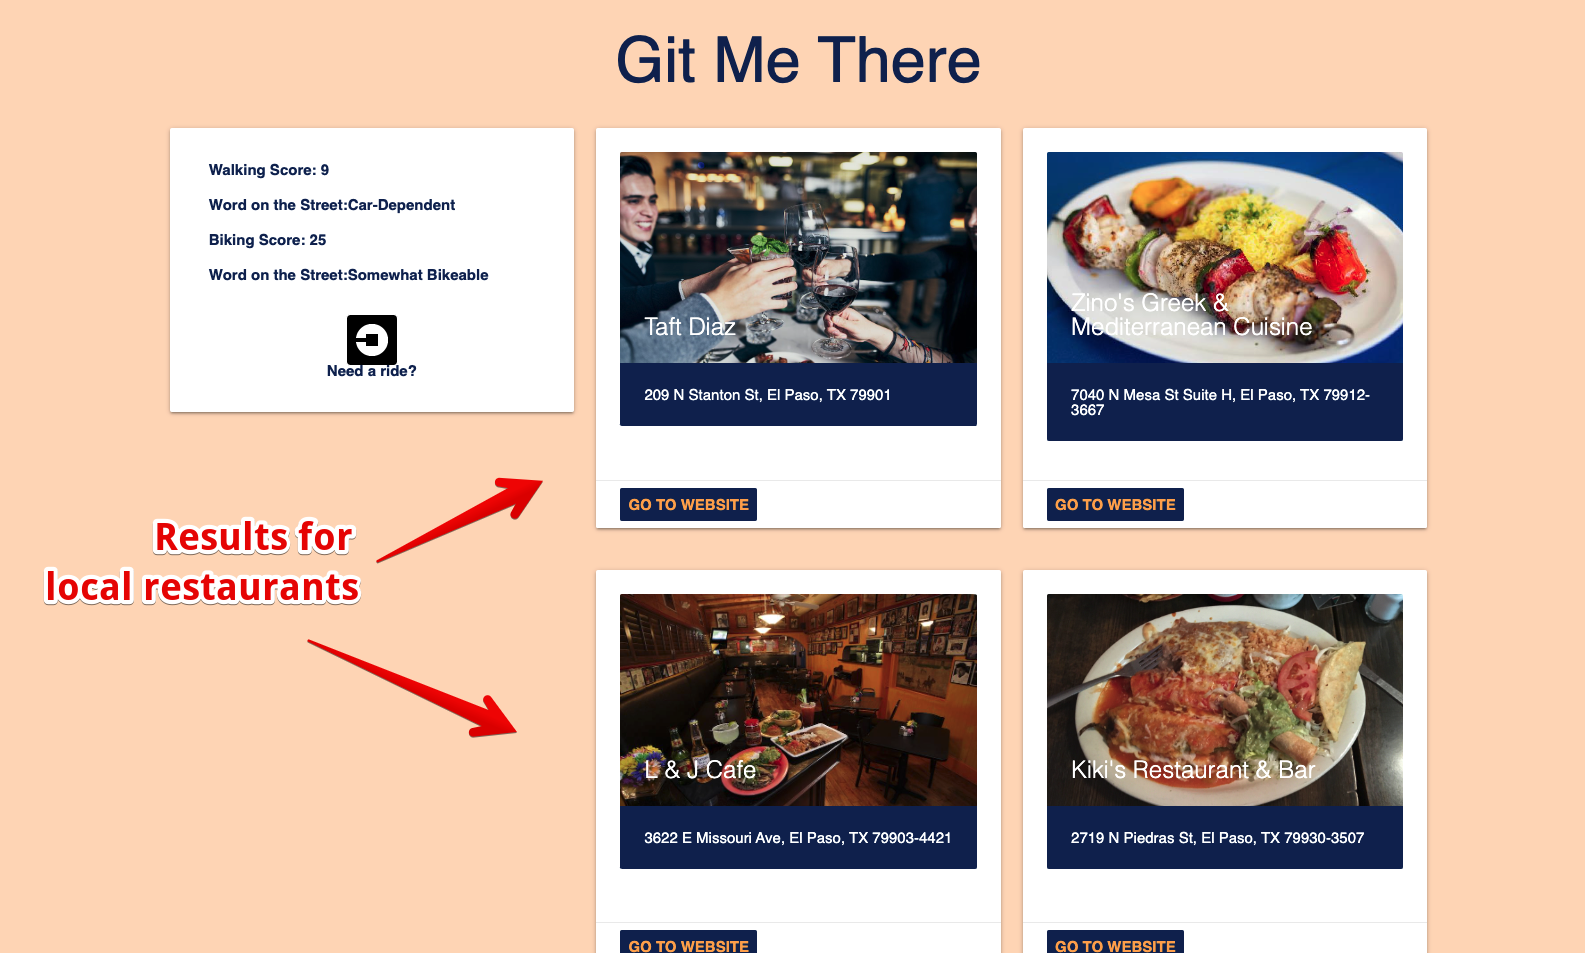 Git Me There
Walking Score: 9
Word on the Street:Car-Dependent
Biking Score: 25
Word on the Street:Somewhat Bikeable
Need a ride?
Taft Diaz
209 N Stanton St, El Paso, TX 79901
GO TO WEBSITE
Zino's Greek &
Mediterranean Cuisine
7040 N Mesa St Suite H, El Paso, TX 79912-
3667
GO TO WEBSITE
Results for
local restaurants
L & J Cafe
3622 E Missouri Ave, El Paso, TX 79903-4421
GO TO WEBSITE
Kiki's Restaurant & Bar
2719 N Piedras St, El Paso, TX 79930-3507
GO TO WEBSITE